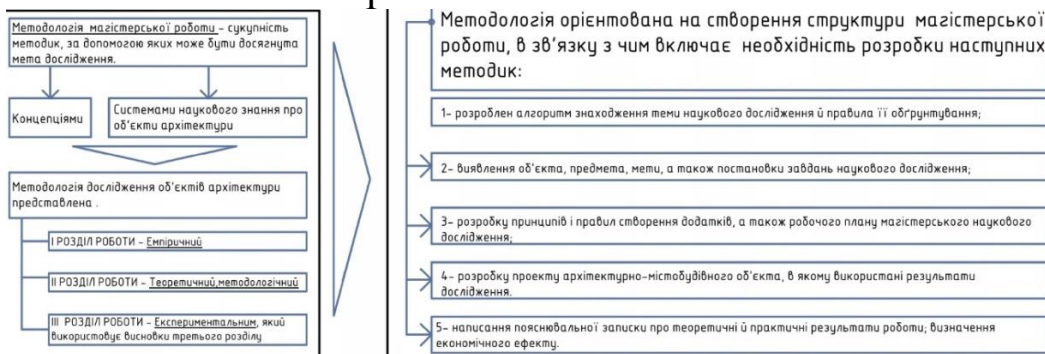 Методологія магістерської роботи – сукупність
методик, за допомогою яких може бути досягнута
мета дослідження.
Концепціями
Системами наукового знання про
об'єкти архітектури
Методологія дослідження об'єктів архітектури
представлена .
І РОЗДІЛ РОБОТИ – Емпіричний
ІІ РОЗДІЛ РОБОТИ – Теоретичний,методологічний
ІІІ РОЗДІЛ РОБОТИ – Експериментальним, який
використовує висновки третього розділу
Методологія орієнтована на створення структури магістерської
роботи, в зв'язку з чим включає необхідність розробки наступних
методик:
1– розроблен алгоритм знаходження теми наукового дослідження й правила її обґрунтування;
2– виявлення об'єкта, предмета, мети, а також постановки завдань наукового дослідження;
3– розробку принципів і правил створення додатків, а також робочого плану магістерського наукового
дослідження;
4– розробку проекту архітектурно–містобудівного об'єкта, в якому використані результати
дослідження.
5– написання пояснювальної записки про теоретичні й практичні результати роботи; визначення
економічного ефекту.